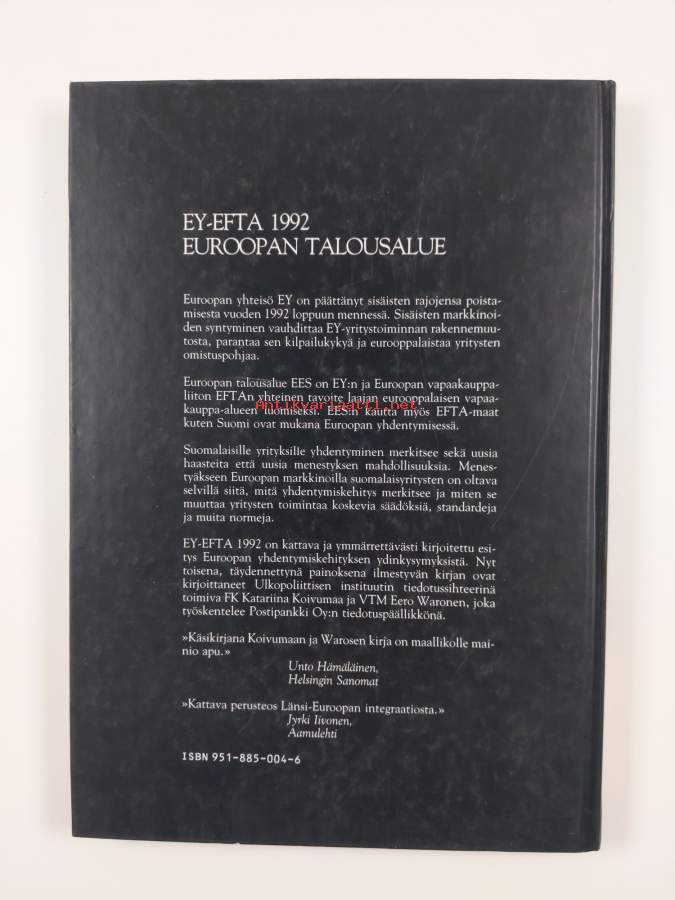 EY-EFTA 1992
EUROOPAN TALOUSALUE
Euroopan yhteisö EY on päättänyt sisäisten rajojensa poista-
misesta vuoden 1992 loppuun mennessä. Sisäisten markkinoi-
den syntyminen vauhdittaa EY-yritystoiminnan rakennemuu-
tosta, parantaa sen kilpailukykyä ja eurooppalaistaa yritysten
omistuspohjaa.
Euroopan talousalue EES on EY:n ja Euroopan vapaakauppa-
liiton EFTAn yhteinen tavoite laajan eurooppalaisen vapaa-
Antikvariaatti.net
kauppa-alueen luomiseksi. EES:n kautta myös EFTA-maat
kuten Suomi ovat mukana Euroopan yhdentymisessä.
Suomalaisille yrityksille yhdentyminen merkitsee sekä uusia
haasteita että uusia menestyksen mahdollisuuksia. Menes-
tyäkseen Euroopan markkinoilla suomalaisyritysten on oltava
selvillä siitä, mitä yhdentymiskehitys merkitsee ja miten se
muuttaa yritysten toimintaa koskevia säädöksiä, standardeja
ja muita normeja.
EY-EFTA 1992 on kattava ja ymmärrettävästi kirjoitettu esi-
tys Euroopan yhdentymiskehityksen ydinkysymyksistä. Nyt
toisena, täydennettynä painoksena ilmestyvän kirjan ovat
kirjoittaneet Ulkopoliittisen instituutin tiedotussihteerinä
toimiva FK Katariina Koivumaa ja VTM Eero Waronen, joka
työskentelee Postipankki Oy:n tiedotuspäällikkönä.
»Käsikirjana Koivumaan ja Warosen kirja on maallikolle mai-
nio apu.»
Unto Hämäläinen,
Helsingin Sanomat
»Kattava perusteos Länsi-Euroopan integraatiosta.»
Jyrki Iivonen,
Aamulehti
ISBN 951-885-004-6